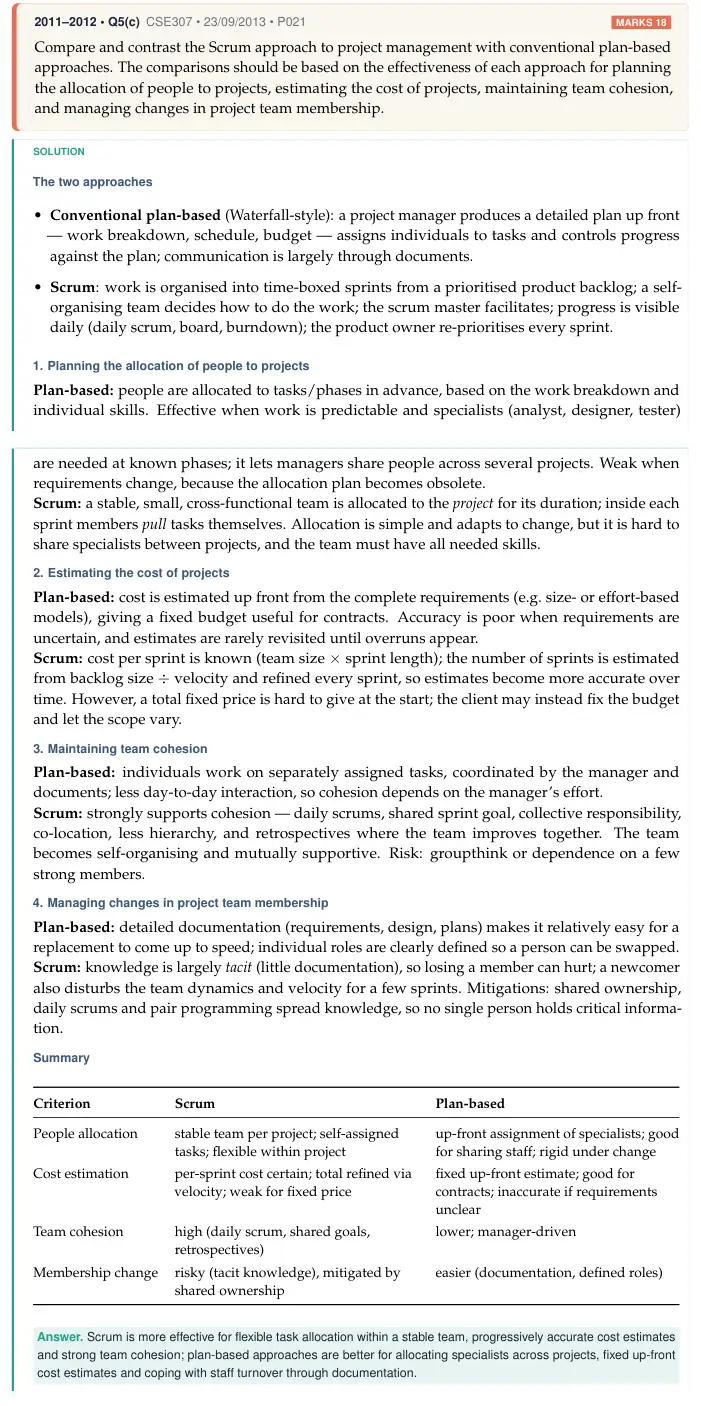 2011–2012 • Q5(c) CSE307 • 23/09/2013 • P021
MARKS 18
Compare and contrast the Scrum approach to project management with conventional plan-based
approaches. The comparisons should be based on the effectiveness of each approach for planning
the allocation of people to projects, estimating the cost of projects, maintaining team cohesion,
and managing changes in project team membership.
SOLUTION
The two approaches
• Conventional plan-based (Waterfall-style): a project manager produces a detailed plan up front
— work breakdown, schedule, budget — assigns individuals to tasks and controls progress
against the plan; communication is largely through documents.
• Scrum: work is organised into time-boxed sprints from a prioritised product backlog; a self-
organising team decides how to do the work; the scrum master facilitates; progress is visible
daily (daily scrum, board, burndown); the product owner re-prioritises every sprint.
1. Planning the allocation of people to projects
Plan-based: people are allocated to tasks/phases in advance, based on the work breakdown and
individual skills. Effective when work is predictable and specialists (analyst, designer, tester)
are needed at known phases; it lets managers share people across several projects. Weak when
requirements change, because the allocation plan becomes obsolete.
Scrum: a stable, small, cross-functional team is allocated to the project for its duration; inside each
sprint members pull tasks themselves. Allocation is simple and adapts to change, but it is hard to
share specialists between projects, and the team must have all needed skills.
2. Estimating the cost of projects
Plan-based: cost is estimated up front from the complete requirements (e.g. size- or effort-based
models), giving a fixed budget useful for contracts. Accuracy is poor when requirements are
uncertain, and estimates are rarely revisited until overruns appear.
Scrum: cost per sprint is known (team size × sprint length); the number of sprints is estimated
from backlog size ÷ velocity and refined every sprint, so estimates become more accurate over
time. However, a total fixed price is hard to give at the start; the client may instead fix the budget
and let the scope vary.
3. Maintaining team cohesion
Plan-based: individuals work on separately assigned tasks, coordinated by the manager and
documents; less day-to-day interaction, so cohesion depends on the manager's effort.
Scrum: strongly supports cohesion — daily scrums, shared sprint goal, collective responsibility,
co-location, less hierarchy, and retrospectives where the team improves together. The team
becomes self-organising and mutually supportive. Risk: groupthink or dependence on a few
strong members.
4. Managing changes in project team membership
Plan-based: detailed documentation (requirements, design, plans) makes it relatively easy for a
replacement to come up to speed; individual roles are clearly defined so a person can be swapped.
Scrum: knowledge is largely tacit (little documentation), so losing a member can hurt; a newcomer
also disturbs the team dynamics and velocity for a few sprints. Mitigations: shared ownership,
daily scrums and pair programming spread knowledge, so no single person holds critical informa-
tion.
Summary
Criterion Scrum Plan-based
People allocation stable team per project; self-assigned up-front assignment of specialists; good
tasks; flexible within project for sharing staff; rigid under change
Cost estimation per-sprint cost certain; total refined via fixed up-front estimate; good for
velocity; weak for fixed price contracts; inaccurate if requirements
unclear
Team cohesion high (daily scrum, shared goals, lower; manager-driven
retrospectives)
Membership change risky (tacit knowledge), mitigated by easier (documentation, defined roles)
shared ownership
Answer. Scrum is more effective for flexible task allocation within a stable team, progressively accurate cost estimates
and strong team cohesion; plan-based approaches are better for allocating specialists across projects, fixed up-front
cost estimates and coping with staff turnover through documentation.